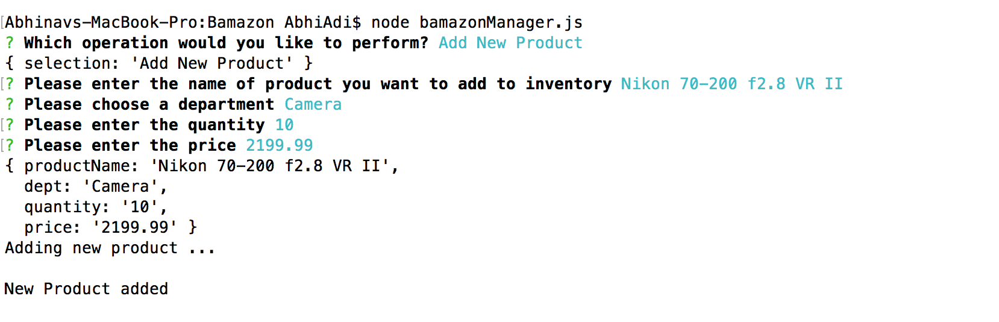 [Abhinavs-MacBook-Pro:Bamazon AbhiAdi$ node bamazonManager.js
? Which operation would you like to perform? Add New Product
{ selection: 'Add New Product' }
[? Please enter the name of product you want to add to inventory Nikon 70-200 f2.8 VR II
? Please choose a department Camera
[? Please enter the quantity 10
[? Please enter the price 2199.99
{ productName: 'Nikon 70-200 f2.8 VR II',
  dept: 'Camera',
  quantity: '10',
  price: '2199.99' }
Adding new product ...
New Product added